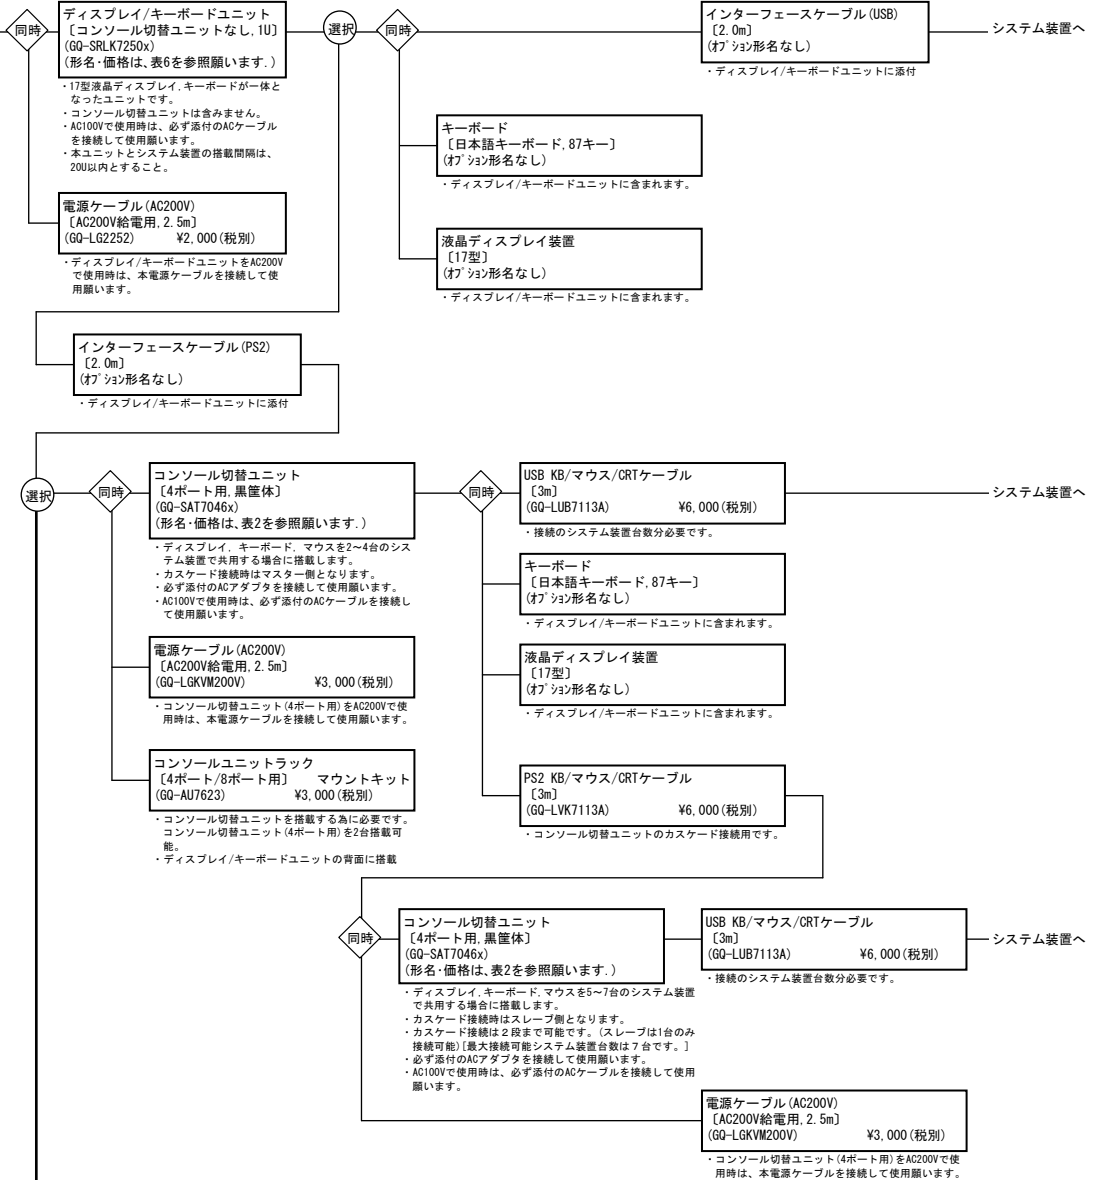 同時
ディスプレイ/キーボードユニット
〔コンソール切替ユニットなし,1U〕
(GQ-SRLK7250x)
(形名・価格は、表6を参照願います.)
・17型液晶ディスプレイ,キーボードが一体と
なったユニットです。
・コンソール切替ユニットは含みません。
・AC100Vで使用時は、必ず添付のACケーブル
を接続して使用願います。
・本ユニットとシステム装置の搭載間隔は、
20U以内とすること。
電源ケーブル(AC200V)
〔AC200V給電用,2.5m〕
(GQ-LG2252) ¥2,000(税別)
・ディスプレイ/キーボードユニットをAC200V
で使用時は、本電源ケーブルを接続して使
用願います。
選択
同時
インターフェースケーブル(USB)
〔2.0m〕
(オプション形名なし)
・ディスプレイ/キーボードユニットに添付
システム装置へ
キーボード
〔日本語キーボード,87キー〕
(オプション形名なし)
・ディスプレイ/キーボードユニットに含まれます。
液晶ディスプレイ装置
〔17型〕
(オプション形名なし)
・ディスプレイ/キーボードユニットに含まれます。
インターフェースケーブル(PS2)
〔2.0m〕
(オプション形名なし)
・ディスプレイ/キーボードユニットに添付
選択
同時
コンソール切替ユニット
〔4ポート用,黒筐体〕
(GQ-SAT7046x)
(形名・価格は、表2を参照願います.)
・ディスプレイ, キーボード, マウスを2～4台のシス
テム装置で共用する場合に搭載します。
・カスケード接続時はマスター側となります。
・必ず添付のACアダプタを接続して使用願います。
・AC100Vで使用時は、必ず添付のACケーブルを接続し
て使用願います。
電源ケーブル(AC200V)
〔AC200V給電用,2.5m〕
(GQ-LGKVM200V) ¥3,000(税別)
・コンソール切替ユニット(4ポート用)をAC200Vで使
用時は、本電源ケーブルを接続して使用願います。
コンソールユニットラック
〔4ポート/8ポート用〕 マウントキット
(GQ-AU7623) ¥3,000(税別)
・コンソール切替ユニットを搭載する為に必要です。
コンソール切替ユニット(4ポート用)を2台搭載可
能。
・ディスプレイ/キーボードユニットの背面に搭載
同時
USB KB/マウス/CRTケーブル
〔3m〕
(GQ-LUB7113A) ¥6,000(税別)
・接続のシステム装置台数分必要です。
システム装置へ
キーボード
〔日本語キーボード,87キー〕
(オプション形名なし)
・ディスプレイ/キーボードユニットに含まれます。
液晶ディスプレイ装置
〔17型〕
(オプション形名なし)
・ディスプレイ/キーボードユニットに含まれます。
PS2 KB/マウス/CRTケーブル
〔3m〕
(GQ-LVK7113A) ¥6,000(税別)
・コンソール切替ユニットのカスケード接続用です。
同時
コンソール切替ユニット
〔4ポート用,黒筐体〕
(GQ-SAT7046x)
(形名・価格は、表2を参照願います.)
・ディスプレイ,キーボード,マウスを5～7台のシステム装置
で共用する場合に搭載します。
・カスケード接続時はスレーブ側となります。
・カスケード接続は２段まで可能です。(スレーブは1台のみ
接続可能)[最大接続可能システム装置台数は７台です。]
・必ず添付のACアダプタを接続して使用願います。
・AC100Vで使用時は、必ず添付のACケーブルを接続して使用
願います。
USB KB/マウス/CRTケーブル
〔3m〕
(GQ-LUB7113A) ¥6,000(税別)
・接続のシステム装置台数分必要です。
システム装置へ
電源ケーブル(AC200V)
〔AC200V給電用,2.5m〕
(GQ-LGKVM200V) ¥3,000(税別)
・コンソール切替ユニット(4ポート用)をAC200Vで使
用時は、本電源ケーブルを接続して使用願います。